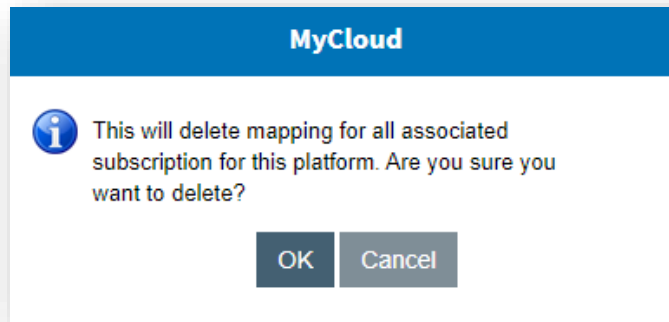 MyCloud
This will delete mapping for all associated
subscription for this platform. Are you sure you
want to delete?
OK Cancel